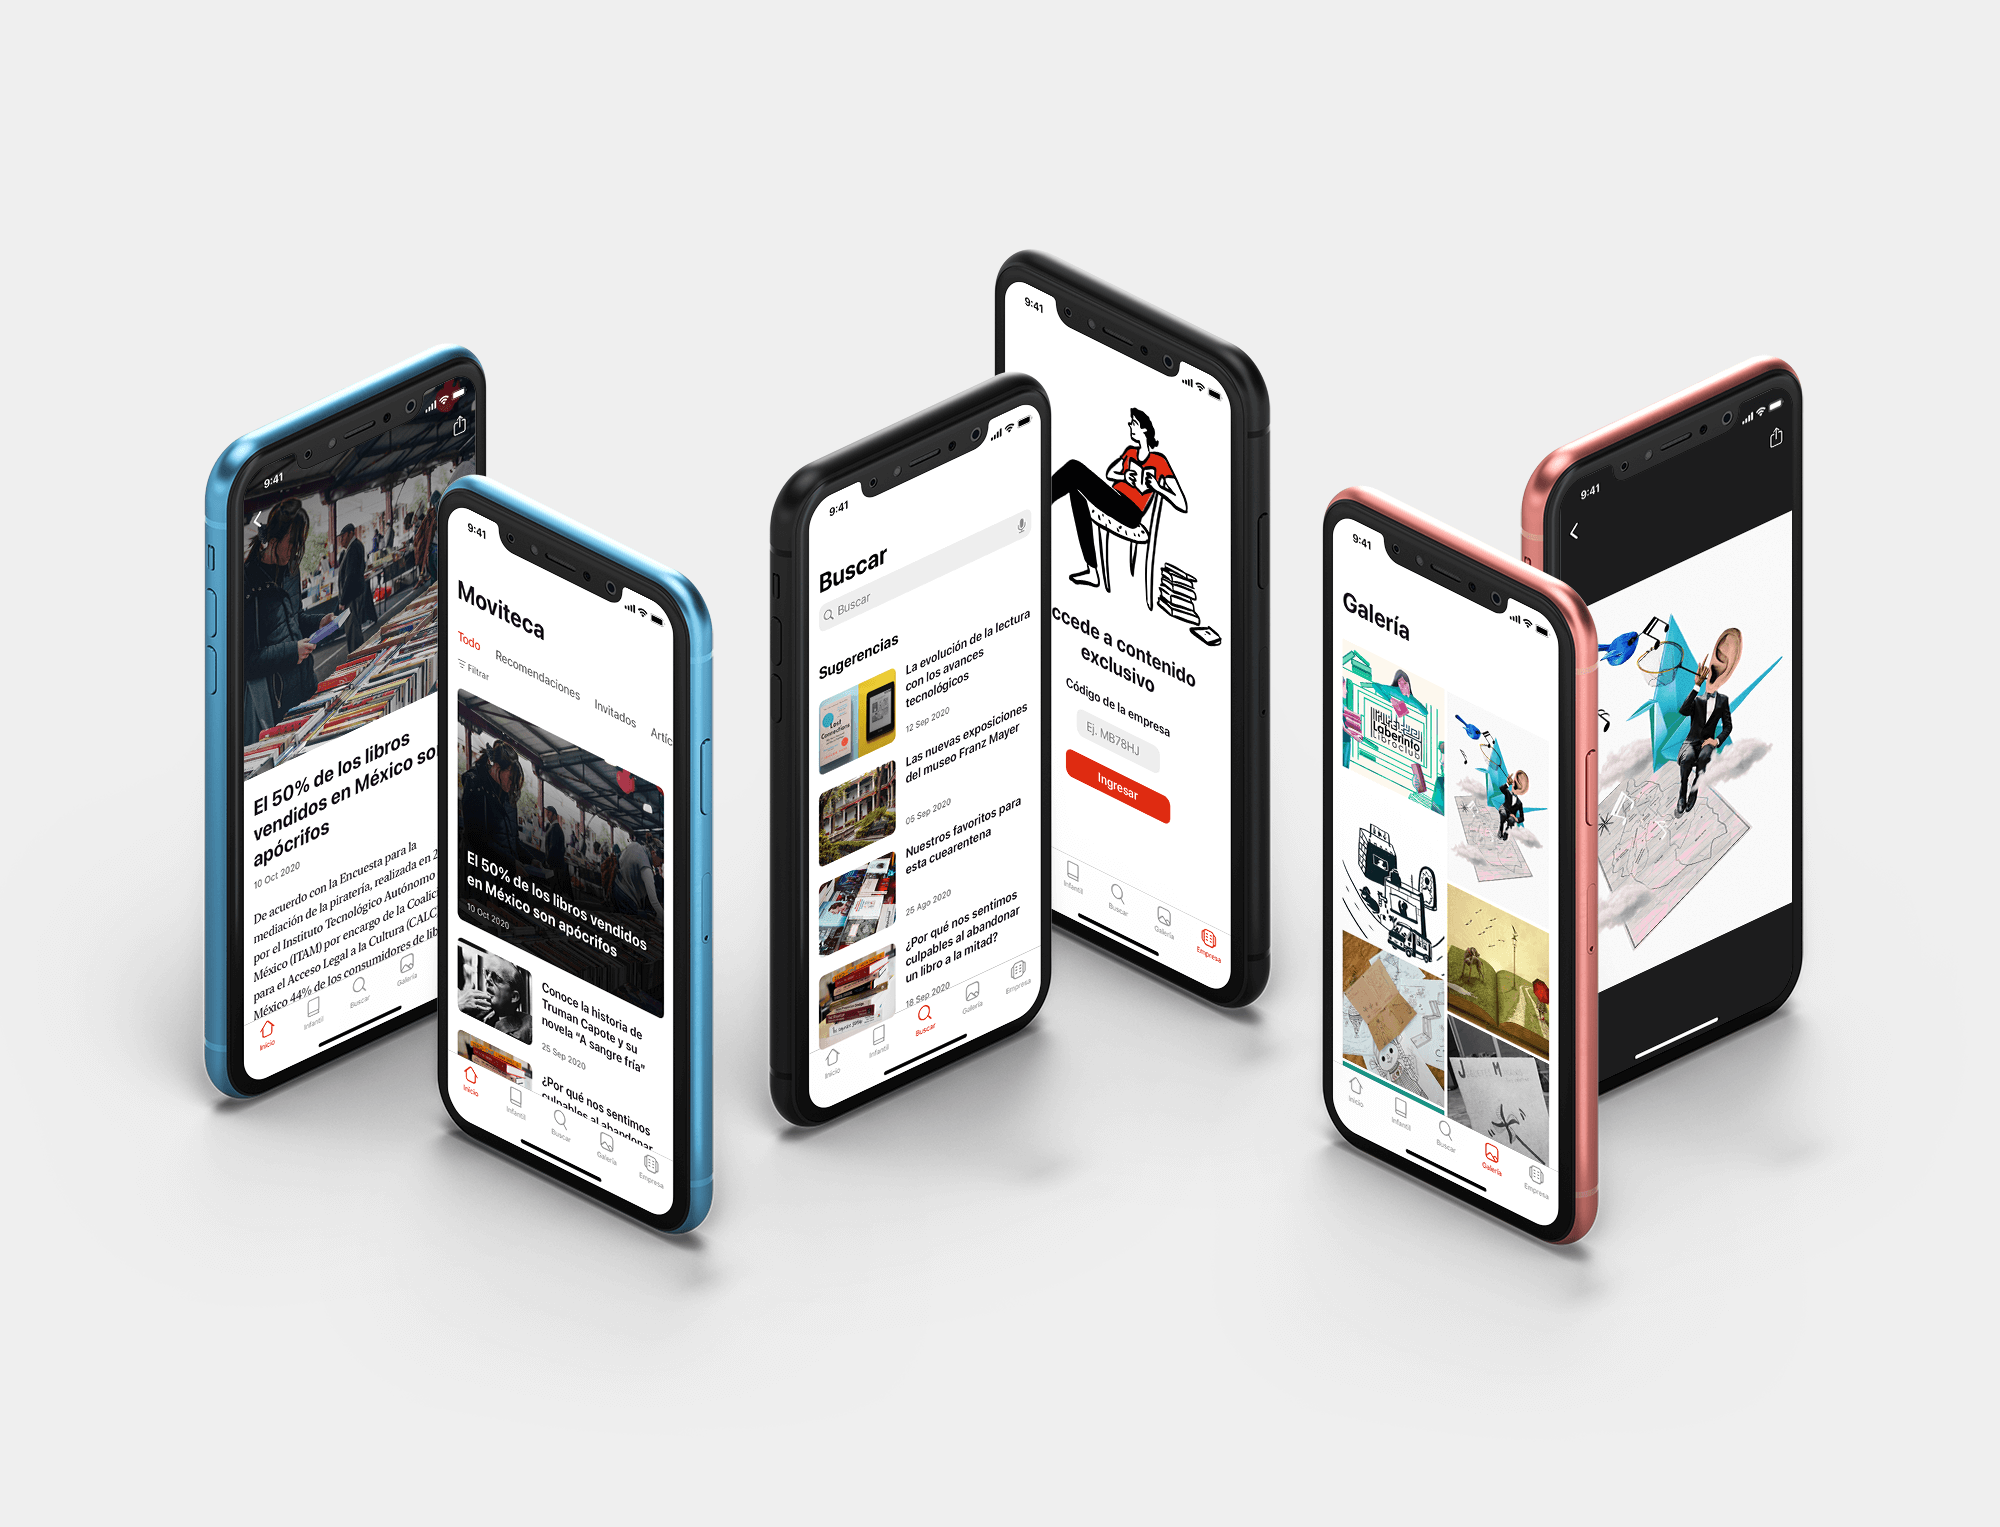 9:41
El 50% de los libros
vendidos en México so
apócrifos
10 Oct 2020
De acuerdo con la Encuesta para la
mediación de la piratería, realizada en 2
por el Instituto Tecnológico Autónomo
México (ITAM) por encargo de la Coalic
para el Acceso Legal a la Cultura (CALC
México 44% de los consumidores de lib
Inicio
Infantil
Buscar
Galería
9:41
Moviteca
Todo
Recomendaciones
Invitados
Artíc
Filtrar
El 50% de los libros vendidos
en México son apócrifos
10 Oct 2020
Conoce la historia de
Truman Capote y su
novela "A sangre fría"
25 Sep 2020
¿Por qué nos sentimos
culpables al abandonar
Inicio
Infantil
Buscar
Galería
Empresa
9:41
Buscar
Buscar
Sugerencias
Lost
Connections
La evolución de la lectura
con los avances
tecnológicos
12 Sep 2020
Las nuevas exposiciones
del museo Franz Mayer
05 Sep 2020
Nuestros favoritos para
esta cuearentena
25 Ago 2020
¿Por qué nos sentimos
culpables al abandonar
un libro a la mitad?
18 Sep 2020
Inicio
Infantil
Buscar
Galería
Empresa
9:41
ccede a contenido
exclusivo
Código de la empresa
Ej. MB78HJ
Ingresar
Infantil
Buscar
Galería
Empresa
9:41
Galería
Laberinto
Libroclub
J M
Inicio
Infantil
Buscar
Galería
Empresa
9:41